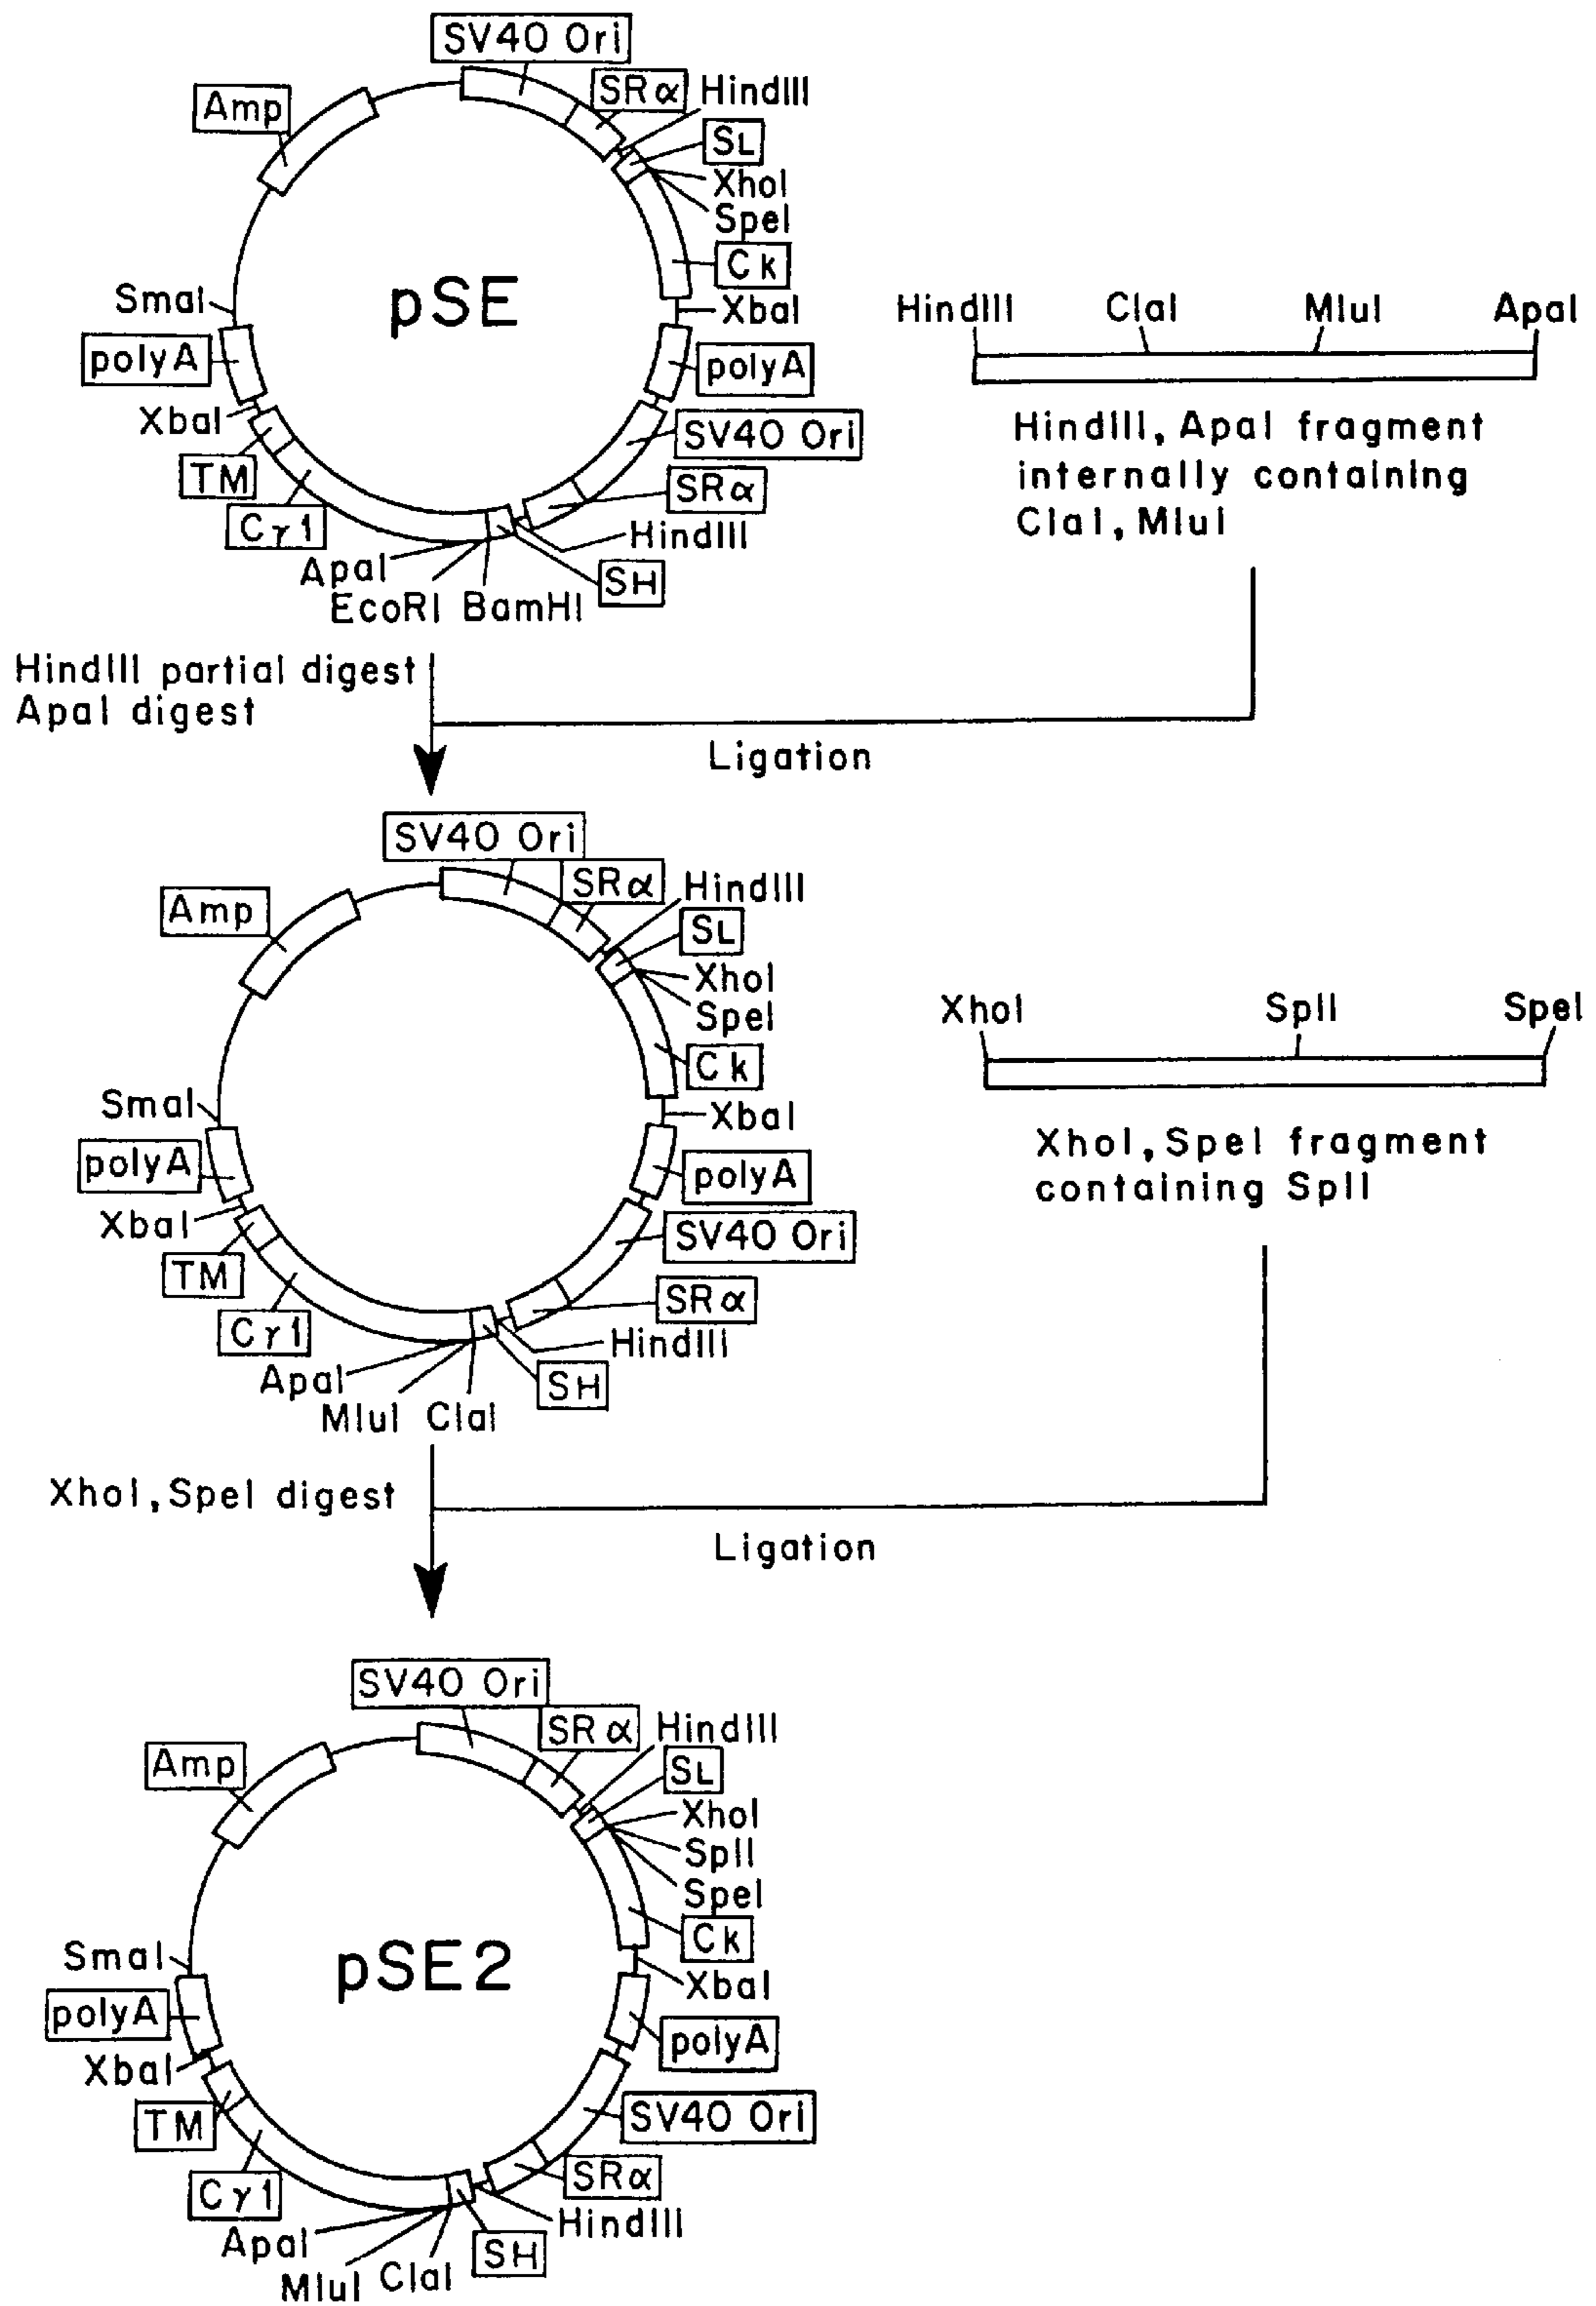 SV40 Ori
SRα HindIII
Amp
SL
XhoI
SpeI
Ck
SmaI
pSE
XbaI
polyA
polyA
XbaI
SV40 Ori
TM
SRα
Cγ1
HindIII
ApaI
SH
EcoRI BamHI
HindIII ClaI MluI ApaI
HindIII, ApaI fragment
internally containing
ClaI, MluI
HindIII partial digest
ApaI digest
Ligation
SV40 Ori
SRα HindIII
Amp
SL
XhoI
SpeI
Ck
SmaI
XbaI
polyA
polyA
XbaI
SV40 Ori
TM
SRα
Cγ1
HindIII
ApaI
SH
MluI ClaI
XhoI SplI SpeI
XhoI, SpeI fragment
containing SplI
XhoI, SpeI digest
Ligation
SV40 Ori
SRα HindIII
Amp
SL
XhoI
SplI
SpeI
Ck
SmaI
pSE2
XbaI
polyA
polyA
XbaI
SV40 Ori
TM
SRα
Cγ1
HindIII
ApaI
SH
MluI ClaI